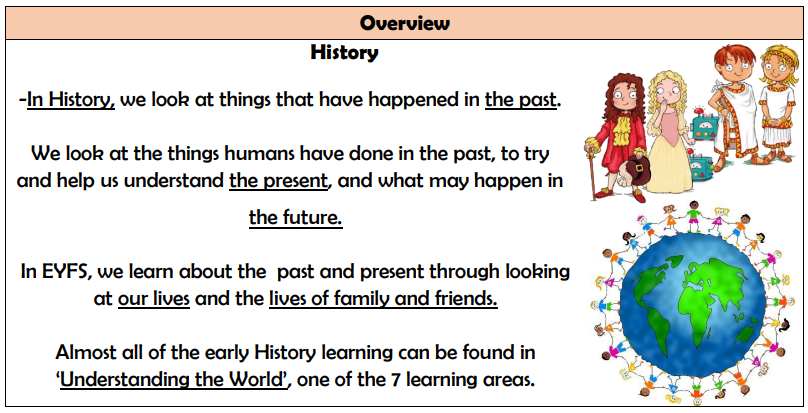 Overview
History
-In History, we look at things that have happened in the past.
We look at the things humans have done in the past, to try
and help us understand the present, and what may happen in
the future.
In EYFS, we learn about the  past and present through looking
at our lives and the lives of family and friends.
Almost all of the early History learning can be found in
‘Understanding the World’, one of the 7 learning areas.